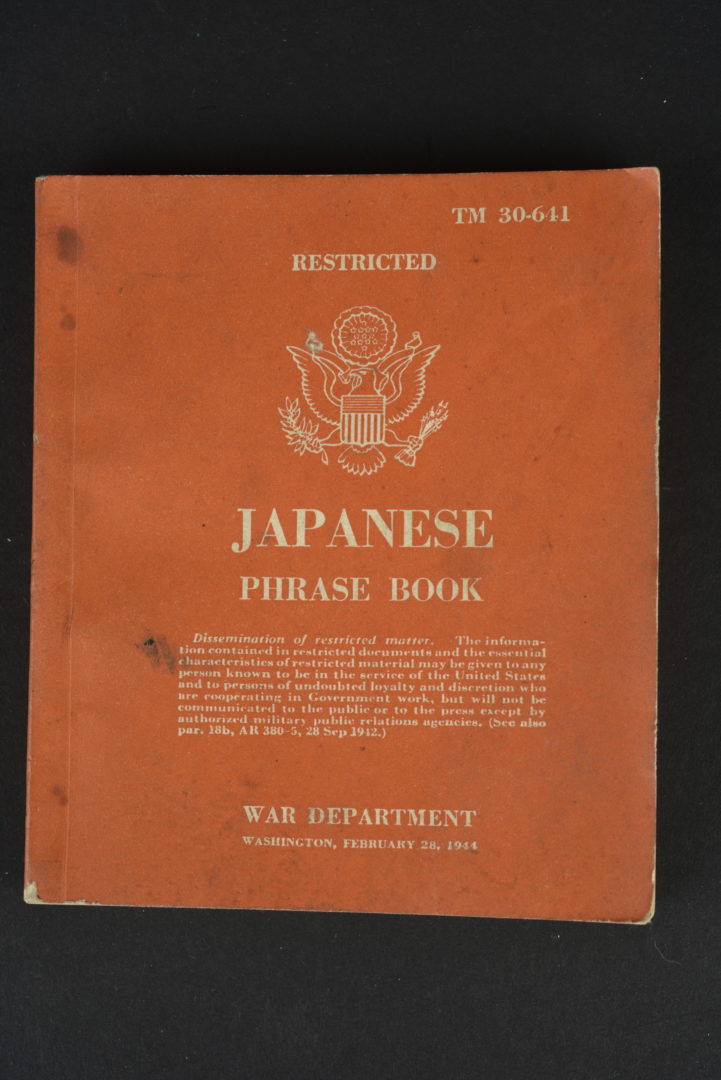 TM 30-641
RESTRICTED
JAPANESE
PHRASE BOOK
Dissemination of restricted matter. The informa-
tion contained in restricted documents and the essential
characteristics of restricted material may be given to any
person known to be in the service of the United States
and to persons of undoubted loyalty and discretion who
are cooperating in Government work, but will not be
communicated to the public or to the press except by
authorized military public relations agencies. (See also
par. 18b, AR 380-5, 28 Sep 1942.)
WAR DEPARTMENT
WASHINGTON, FEBRUARY 28, 1944